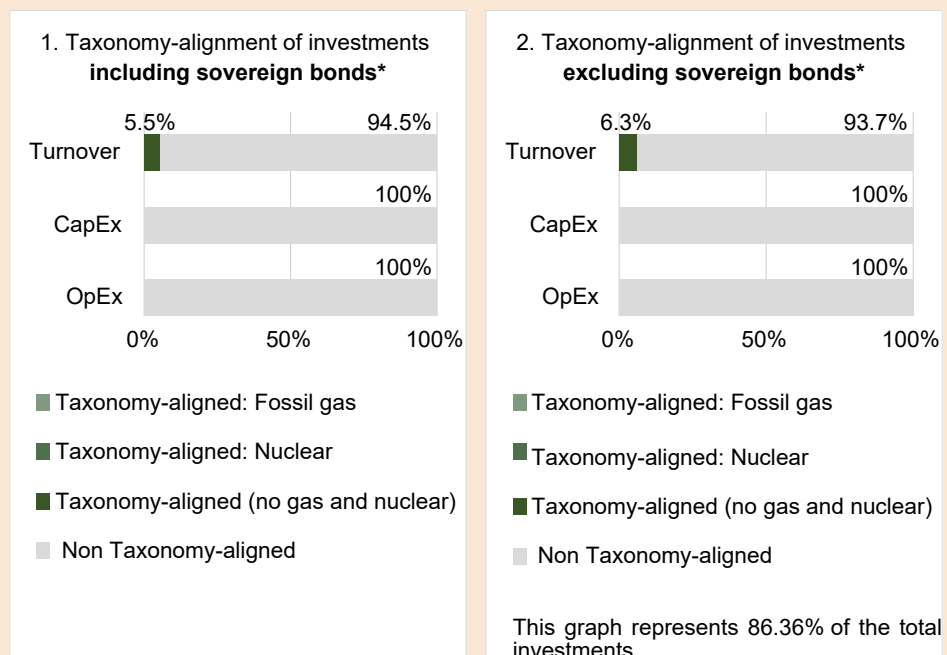 1. Taxonomy-alignment of investments
including sovereign bonds*
5.5%
94.5%
Turnover
100%
CapEx
100%
OpEx
0%
50%
100%
Taxonomy-aligned: Fossil gas
Taxonomy-aligned: Nuclear
Taxonomy-aligned (no gas and nuclear)
Non Taxonomy-aligned
2. Taxonomy-alignment of investments
excluding sovereign bonds*
6.3%
93.7%
Turnover
100%
CapEx
100%
OpEx
0%
50%
100%
Taxonomy-aligned: Fossil gas
Taxonomy-aligned: Nuclear
Taxonomy-aligned (no gas and nuclear)
Non Taxonomy-aligned
This graph represents 86.36% of the total
investments